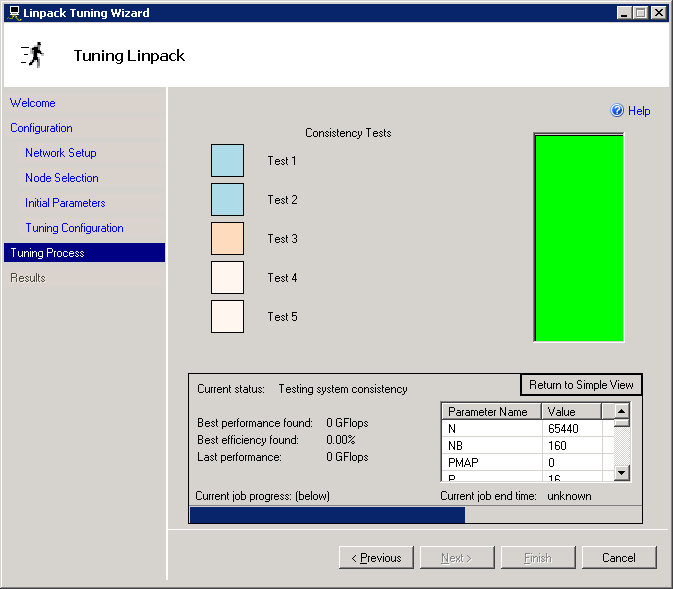 Linpack Tuning Wizard
Tuning Linpack
Welcome
Configuration
Network Setup
Node Selection
Initial Parameters
Tuning Configuration
Tuning Process
Results
Help
Consistency Tests
Test 1
Test 2
Test 3
Test 4
Test 5
Current status: Testing system consistency
Return to Simple View
Best performance found: 0 GFlops
Best efficiency found: 0.00%
Last performance: 0 GFlops
Parameter Name Value
N 65440
NB 160
PMAP 0
P 16
Current job progress: (below)
Current job end time: unknown
< Previous
Next >
Finish
Cancel